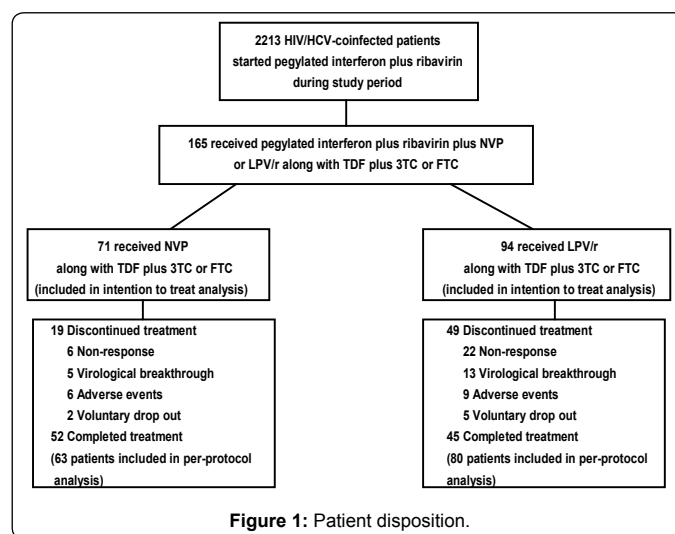 2213 HIV/HCV-coinfected patients
started pegylated interferon plus ribavirin
during study period
165 received pegylated interferon plus ribavirin plus NVP
or LPV/r along with TDF plus 3TC or FTC
71 received NVP
along with TDF plus 3TC or FTC
(included in intention to treat analysis)
94 received LPV/r
along with TDF plus 3TC or FTC
(included in intention to treat analysis)
19 Discontinued treatment
6 Non-response
5 Virological breakthrough
6 Adverse events
2 Voluntary drop out
52 Completed treatment
(63 patients included in per-protocol
analysis)
49 Discontinued treatment
22 Non-response
13 Virological breakthrough
9 Adverse events
5 Voluntary drop out
45 Completed treatment
(80 patients included in per-protocol
analysis)
Figure 1: Patient disposition.